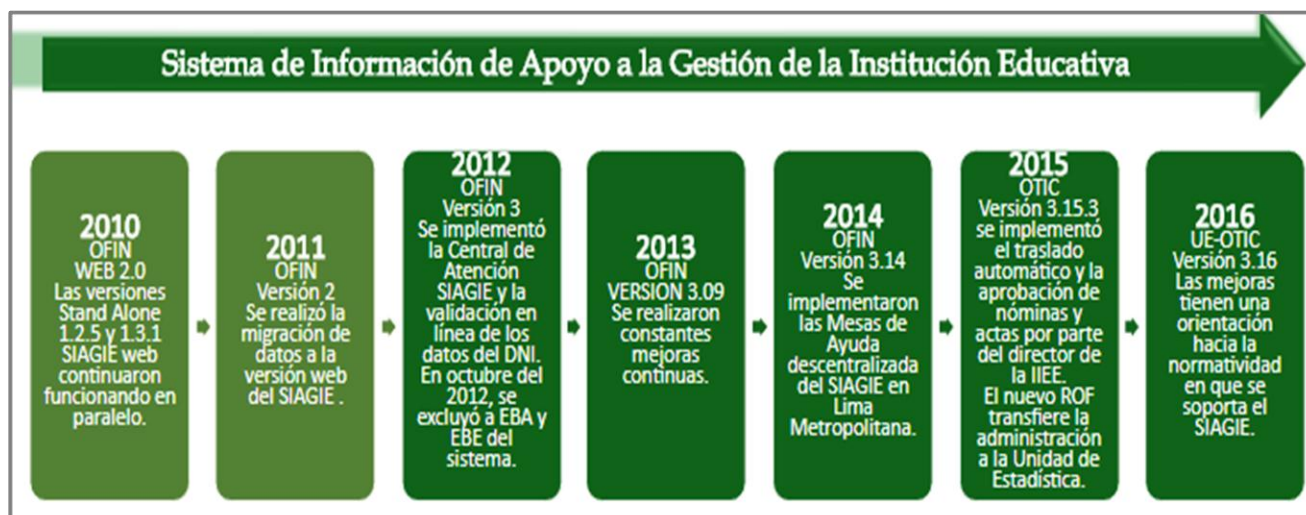 Sistema de Información de Apoyo a la Gestión de la Institución Educativa
2010
OFIN
WEB 2.0
Las versiones
Stand Alone
1.2.5 y 1.3.1
SIAGIE web
continuaron
funcionando en
paralelo.
2011
OFIN
Versión 2
Se realizó la
migración de
datos a la
versión web
del SIAGIE .
2012
OFIN
Versión 3
Se implementó
la Central de
Atención
SIAGIE y la
validación en
línea de los
datos del DNI.
En octubre del
2012, se
excluyó a EBA y
EBE del
sistema.
2013
OFIN
VERSION 3.09
Se realizaron
constantes
mejoras
continuas.
2014
OFIN
Versión 3.14
Se
implementaron
las Mesas de
Ayuda
descentralizada
del SIAGIE en
Lima
Metropolitana.
2015
OTIC
Versión 3.15.3
se implementó
el traslado
automático y la
aprobación de
nóminas y
actas por parte
del director de
la IIEE.
El nuevo ROF
transfiere la
administración
a la Unidad de
Estadística.
2016
UE-OTIC
Versión 3.16
Las mejoras
tienen una
orientación
hacia la
normatividad
en que se
soporta el
SIAGIE.